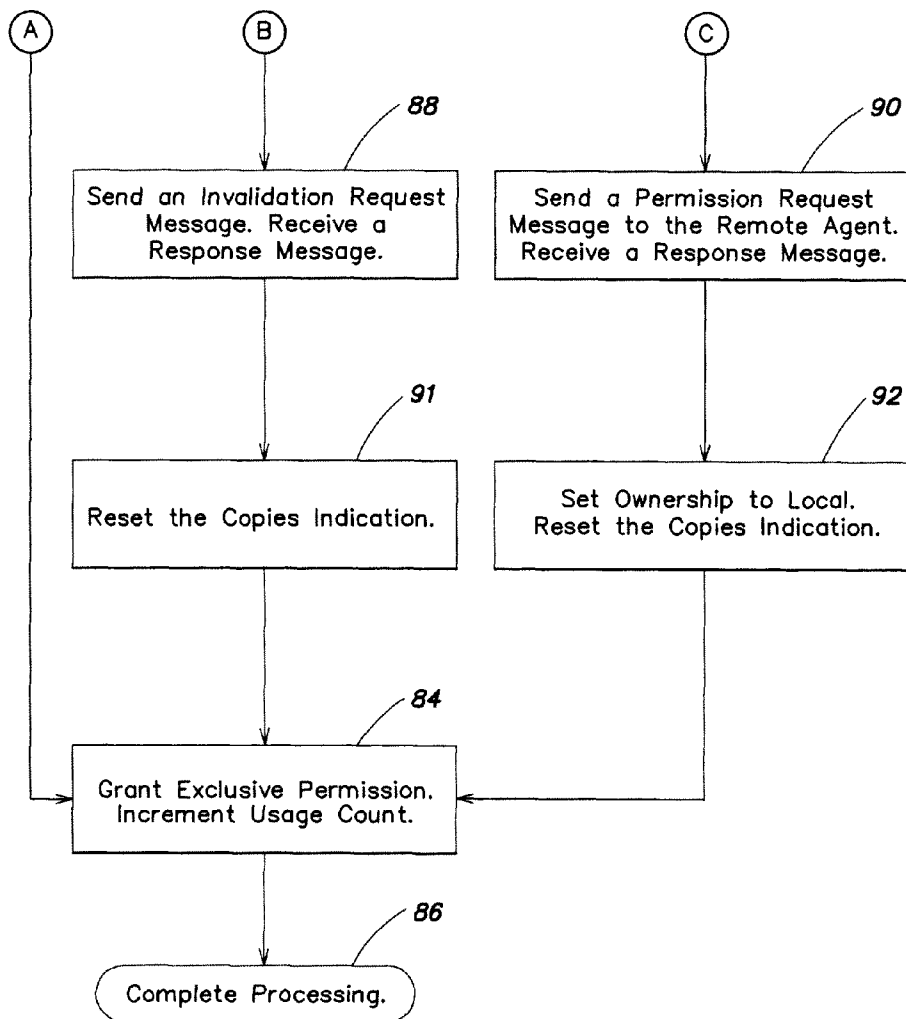 A
B
C
88
90
Send an Invalidation Request
Message. Receive a
Response Message.
Send a Permission Request
Message to the Remote Agent.
Receive a Response Message.
91
92
Reset the Copies Indication.
Set Ownership to Local.
Reset the Copies Indication.
84
Grant Exclusive Permission.
Increment Usage Count.
86
Complete Processing.